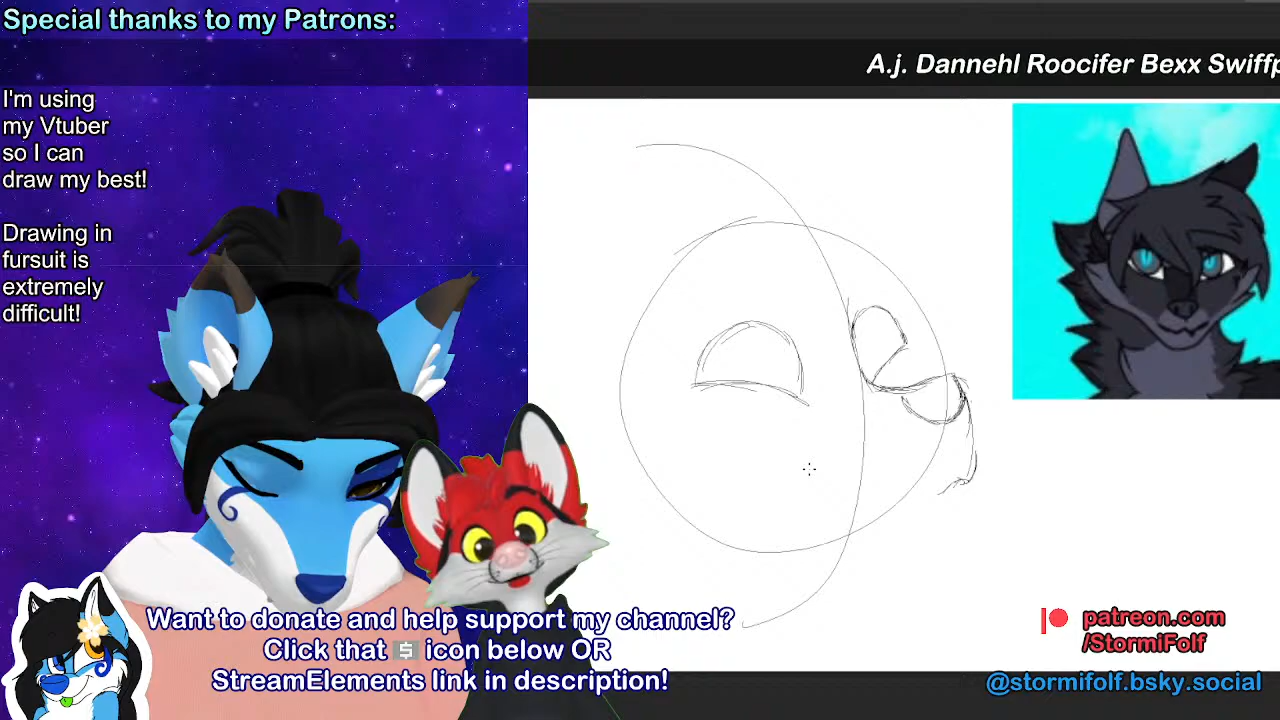 Special thanks to my Patrons:
A.j. Dannehl Roocifer Bexx
I'm using
my Vtuber
so I can
draw my best!
Drawing in
fursuit is
extremely
difficult!
Want to donate and help support my channel?
Click that $ icon below OR
StreamElements link in description!
patreon.com
/StormiFolf
@stormifolf.bsky.social